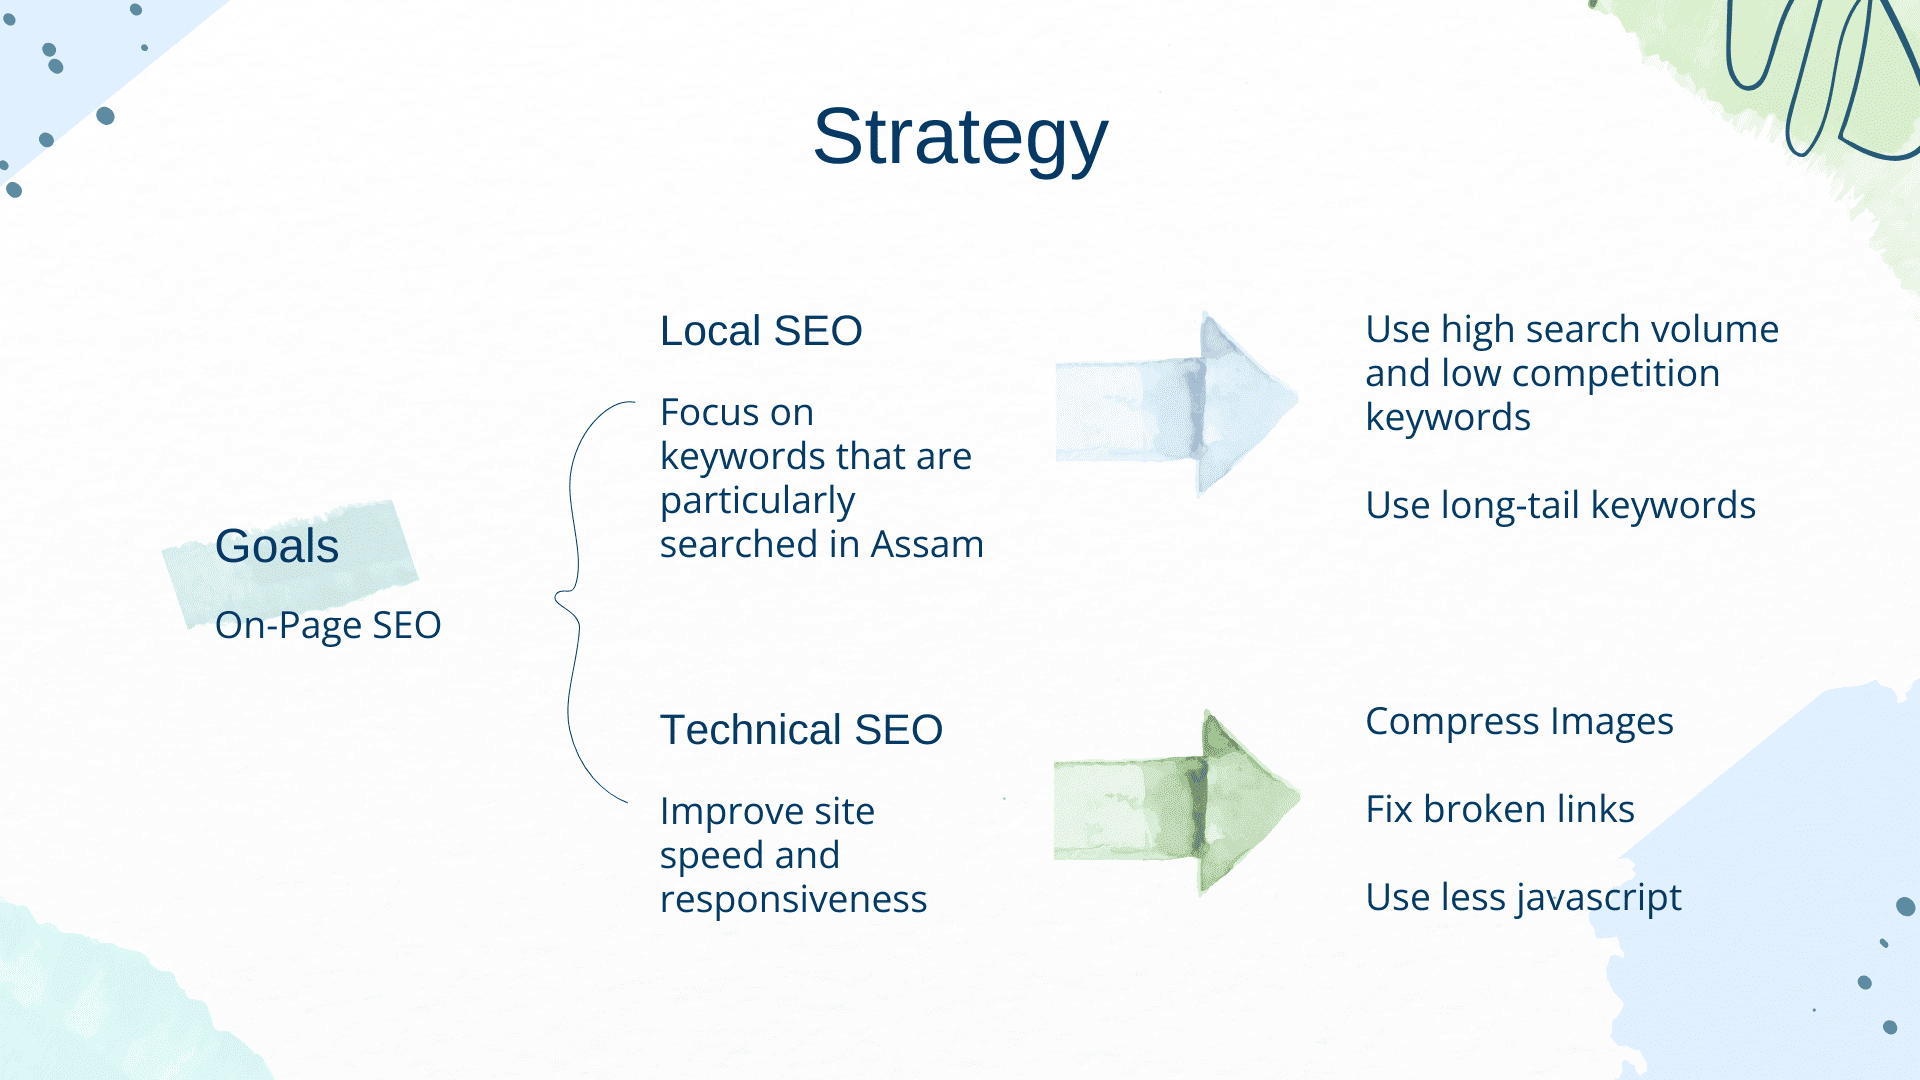 Strategy
Goals
On-Page SEO
Local SEO
Focus on
keywords that are
particularly
searched in Assam
Use high search volume
and low competition
keywords
Use long-tail keywords
Technical SEO
Improve site
speed and
responsiveness
Compress Images
Fix broken links
Use less javascript